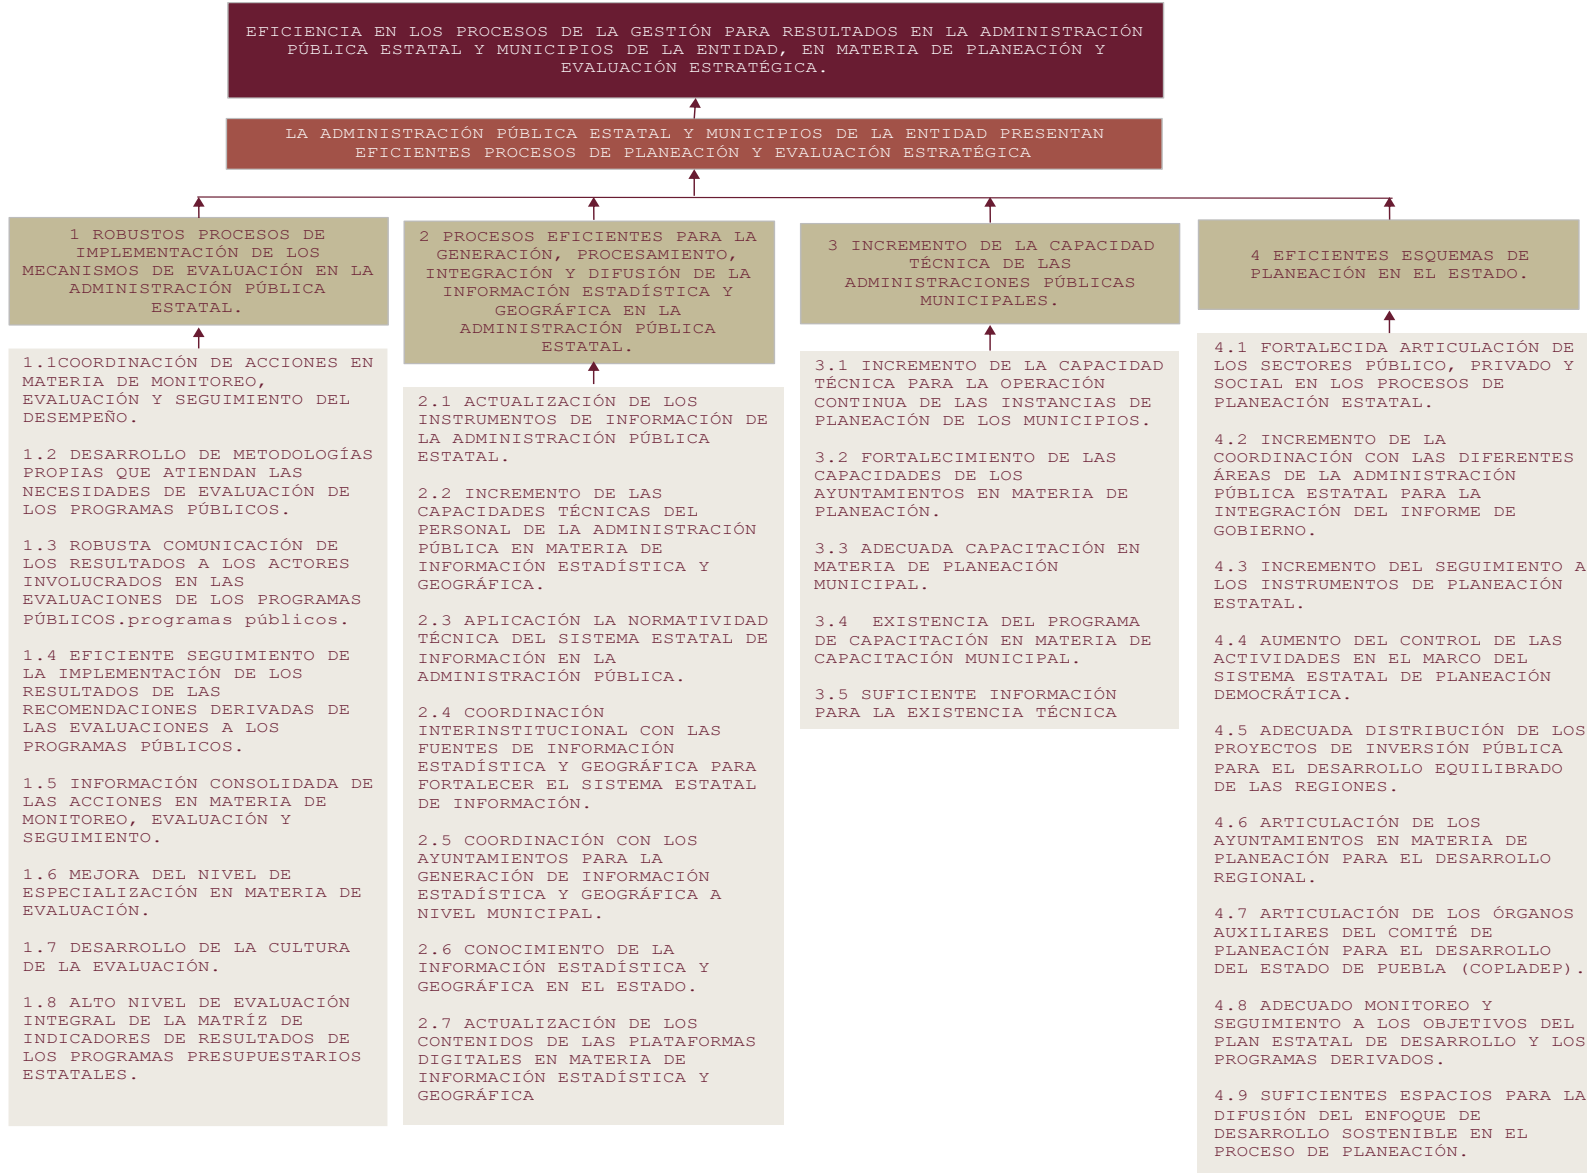 EFICIENCIA EN LOS PROCESOS DE LA GESTIÓN PARA RESULTADOS EN LA ADMINISTRACIÓN
PÚBLICA ESTATAL Y MUNICIPIOS DE LA ENTIDAD, EN MATERIA DE PLANEACIÓN Y
EVALUACIÓN ESTRATÉGICA.
LA ADMINISTRACIÓN PÚBLICA ESTATAL Y MUNICIPIOS DE LA ENTIDAD PRESENTAN
EFICIENTES PROCESOS DE PLANEACIÓN Y EVALUACIÓN ESTRATÉGICA
1 ROBUSTOS PROCESOS DE
IMPLEMENTACIÓN DE LOS
MECANISMOS DE EVALUACIÓN EN LA
ADMINISTRACIÓN PÚBLICA
ESTATAL.
1.1COORDINACIÓN DE ACCIONES EN
MATERIA DE MONITOREO,
EVALUACIÓN Y SEGUIMIENTO DEL
DESEMPEÑO.
1.2 DESARROLLO DE METODOLOGÍAS
PROPIAS QUE ATIENDAN LAS
NECESIDADES DE EVALUACIÓN DE
LOS PROGRAMAS PÚBLICOS.
1.3 ROBUSTA COMUNICACIÓN DE
LOS RESULTADOS A LOS ACTORES
INVOLUCRADOS EN LAS
EVALUACIONES DE LOS PROGRAMAS
PÚBLICOS.programas públicos.
1.4 EFICIENTE SEGUIMIENTO DE
LA IMPLEMENTACIÓN DE LOS
RESULTADOS DE LAS
RECOMENDACIONES DERIVADAS DE
LAS EVALUACIONES A LOS
PROGRAMAS PÚBLICOS.
1.5 INFORMACIÓN CONSOLIDADA DE
LAS ACCIONES EN MATERIA DE
MONITOREO, EVALUACIÓN Y
SEGUIMIENTO.
1.6 MEJORA DEL NIVEL DE
ESPECIALIZACIÓN EN MATERIA DE
EVALUACIÓN.
1.7 DESARROLLO DE LA CULTURA
DE LA EVALUACIÓN.
1.8 ALTO NIVEL DE EVALUACIÓN
INTEGRAL DE LA MATRÍZ DE
INDICADORES DE RESULTADOS DE
LOS PROGRAMAS PRESUPUESTARIOS
ESTATALES.
2 PROCESOS EFICIENTES PARA LA
GENERACIÓN, PROCESAMIENTO,
INTEGRACIÓN Y DIFUSIÓN DE LA
INFORMACIÓN ESTADÍSTICA Y
GEOGRÁFICA EN LA
ADMINISTRACIÓN PÚBLICA
ESTATAL.
2.1 ACTUALIZACIÓN DE LOS
INSTRUMENTOS DE INFORMACIÓN DE
LA ADMINISTRACIÓN PÚBLICA
ESTATAL.
2.2 INCREMENTO DE LAS
CAPACIDADES TÉCNICAS DEL
PERSONAL DE LA ADMINISTRACIÓN
PÚBLICA EN MATERIA DE
INFORMACIÓN ESTADÍSTICA Y
GEOGRÁFICA.
2.3 APLICACIÓN LA NORMATIVIDAD
TÉCNICA DEL SISTEMA ESTATAL DE
INFORMACIÓN EN LA
ADMINISTRACIÓN PÚBLICA.
2.4 COORDINACIÓN
INTERINSTITUCIONAL CON LAS
FUENTES DE INFORMACIÓN
ESTADÍSTICA Y GEOGRÁFICA PARA
FORTALECER EL SISTEMA ESTATAL
DE INFORMACIÓN.
2.5 COORDINACIÓN CON LOS
AYUNTAMIENTOS PARA LA
GENERACIÓN DE INFORMACIÓN
ESTADÍSTICA Y GEOGRÁFICA A
NIVEL MUNICIPAL.
2.6 CONOCIMIENTO DE LA
INFORMACIÓN ESTADÍSTICA Y
GEOGRÁFICA EN EL ESTADO.
2.7 ACTUALIZACIÓN DE LOS
CONTENIDOS DE LAS PLATAFORMAS
DIGITALES EN MATERIA DE
INFORMACIÓN ESTADÍSTICA Y
GEOGRÁFICA
3 INCREMENTO DE LA CAPACIDAD
TÉCNICA DE LAS
ADMINISTRACIONES PÚBLICAS
MUNICIPALES.
3.1 INCREMENTO DE LA CAPACIDAD
TÉCNICA PARA LA OPERACIÓN
CONTINUA DE LAS INSTANCIAS DE
PLANEACIÓN DE LOS MUNICIPIOS.
3.2 FORTALECIMIENTO DE LAS
CAPACIDADES DE LOS
AYUNTAMIENTOS EN MATERIA DE
PLANEACIÓN.
3.3 ADECUADA CAPACITACIÓN EN
MATERIA DE PLANEACIÓN
MUNICIPAL.
3.4  EXISTENCIA DEL PROGRAMA
DE CAPACITACIÓN EN MATERIA DE
CAPACITACIÓN MUNICIPAL.
3.5 SUFICIENTE INFORMACIÓN
PARA LA EXISTENCIA TÉCNICA
4 EFICIENTES ESQUEMAS DE
PLANEACIÓN EN EL ESTADO.
4.1 FORTALECIDA ARTICULACIÓN DE
LOS SECTORES PÚBLICO, PRIVADO Y
SOCIAL EN LOS PROCESOS DE
PLANEACIÓN ESTATAL.
4.2 INCREMENTO DE LA
COORDINACIÓN CON LAS DIFERENTES
ÁREAS DE LA ADMINISTRACIÓN
PÚBLICA ESTATAL PARA LA
INTEGRACIÓN DEL INFORME DE
GOBIERNO.
4.3 INCREMENTO DEL SEGUIMIENTO A
LOS INSTRUMENTOS DE PLANEACIÓN
ESTATAL.
4.4 AUMENTO DEL CONTROL DE LAS
ACTIVIDADES EN EL MARCO DEL
SISTEMA ESTATAL DE PLANEACIÓN
DEMOCRÁTICA.
4.5 ADECUADA DISTRIBUCIÓN DE LOS
PROYECTOS DE INVERSIÓN PÚBLICA
PARA EL DESARROLLO EQUILIBRADO
DE LAS REGIONES.
4.6 ARTICULACIÓN DE LOS
AYUNTAMIENTOS EN MATERIA DE
PLANEACIÓN PARA EL DESARROLLO
REGIONAL.
4.7 ARTICULACIÓN DE LOS ÓRGANOS
AUXILIARES DEL COMITÉ DE
PLANEACIÓN PARA EL DESARROLLO
DEL ESTADO DE PUEBLA (COPLADEP).
4.8 ADECUADO MONITOREO Y
SEGUIMIENTO A LOS OBJETIVOS DEL
PLAN ESTATAL DE DESARROLLO Y LOS
PROGRAMAS DERIVADOS.
4.9 SUFICIENTES ESPACIOS PARA LA
DIFUSIÓN DEL ENFOQUE DE
DESARROLLO SOSTENIBLE EN EL
PROCESO DE PLANEACIÓN.